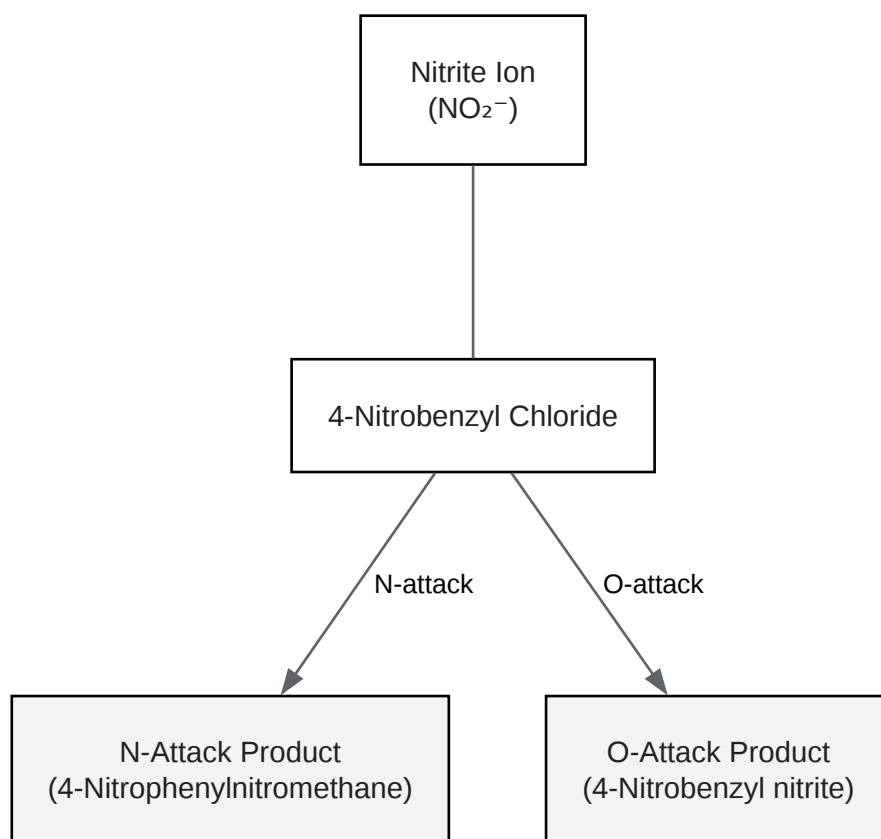 Nitrite Ion
(NO₂⁻)
4-Nitrobenzyl Chloride
N-attack
O-attack
N-Attack Product
(4-Nitrophenylnitromethane)
O-Attack Product
(4-Nitrobenzyl nitrite)